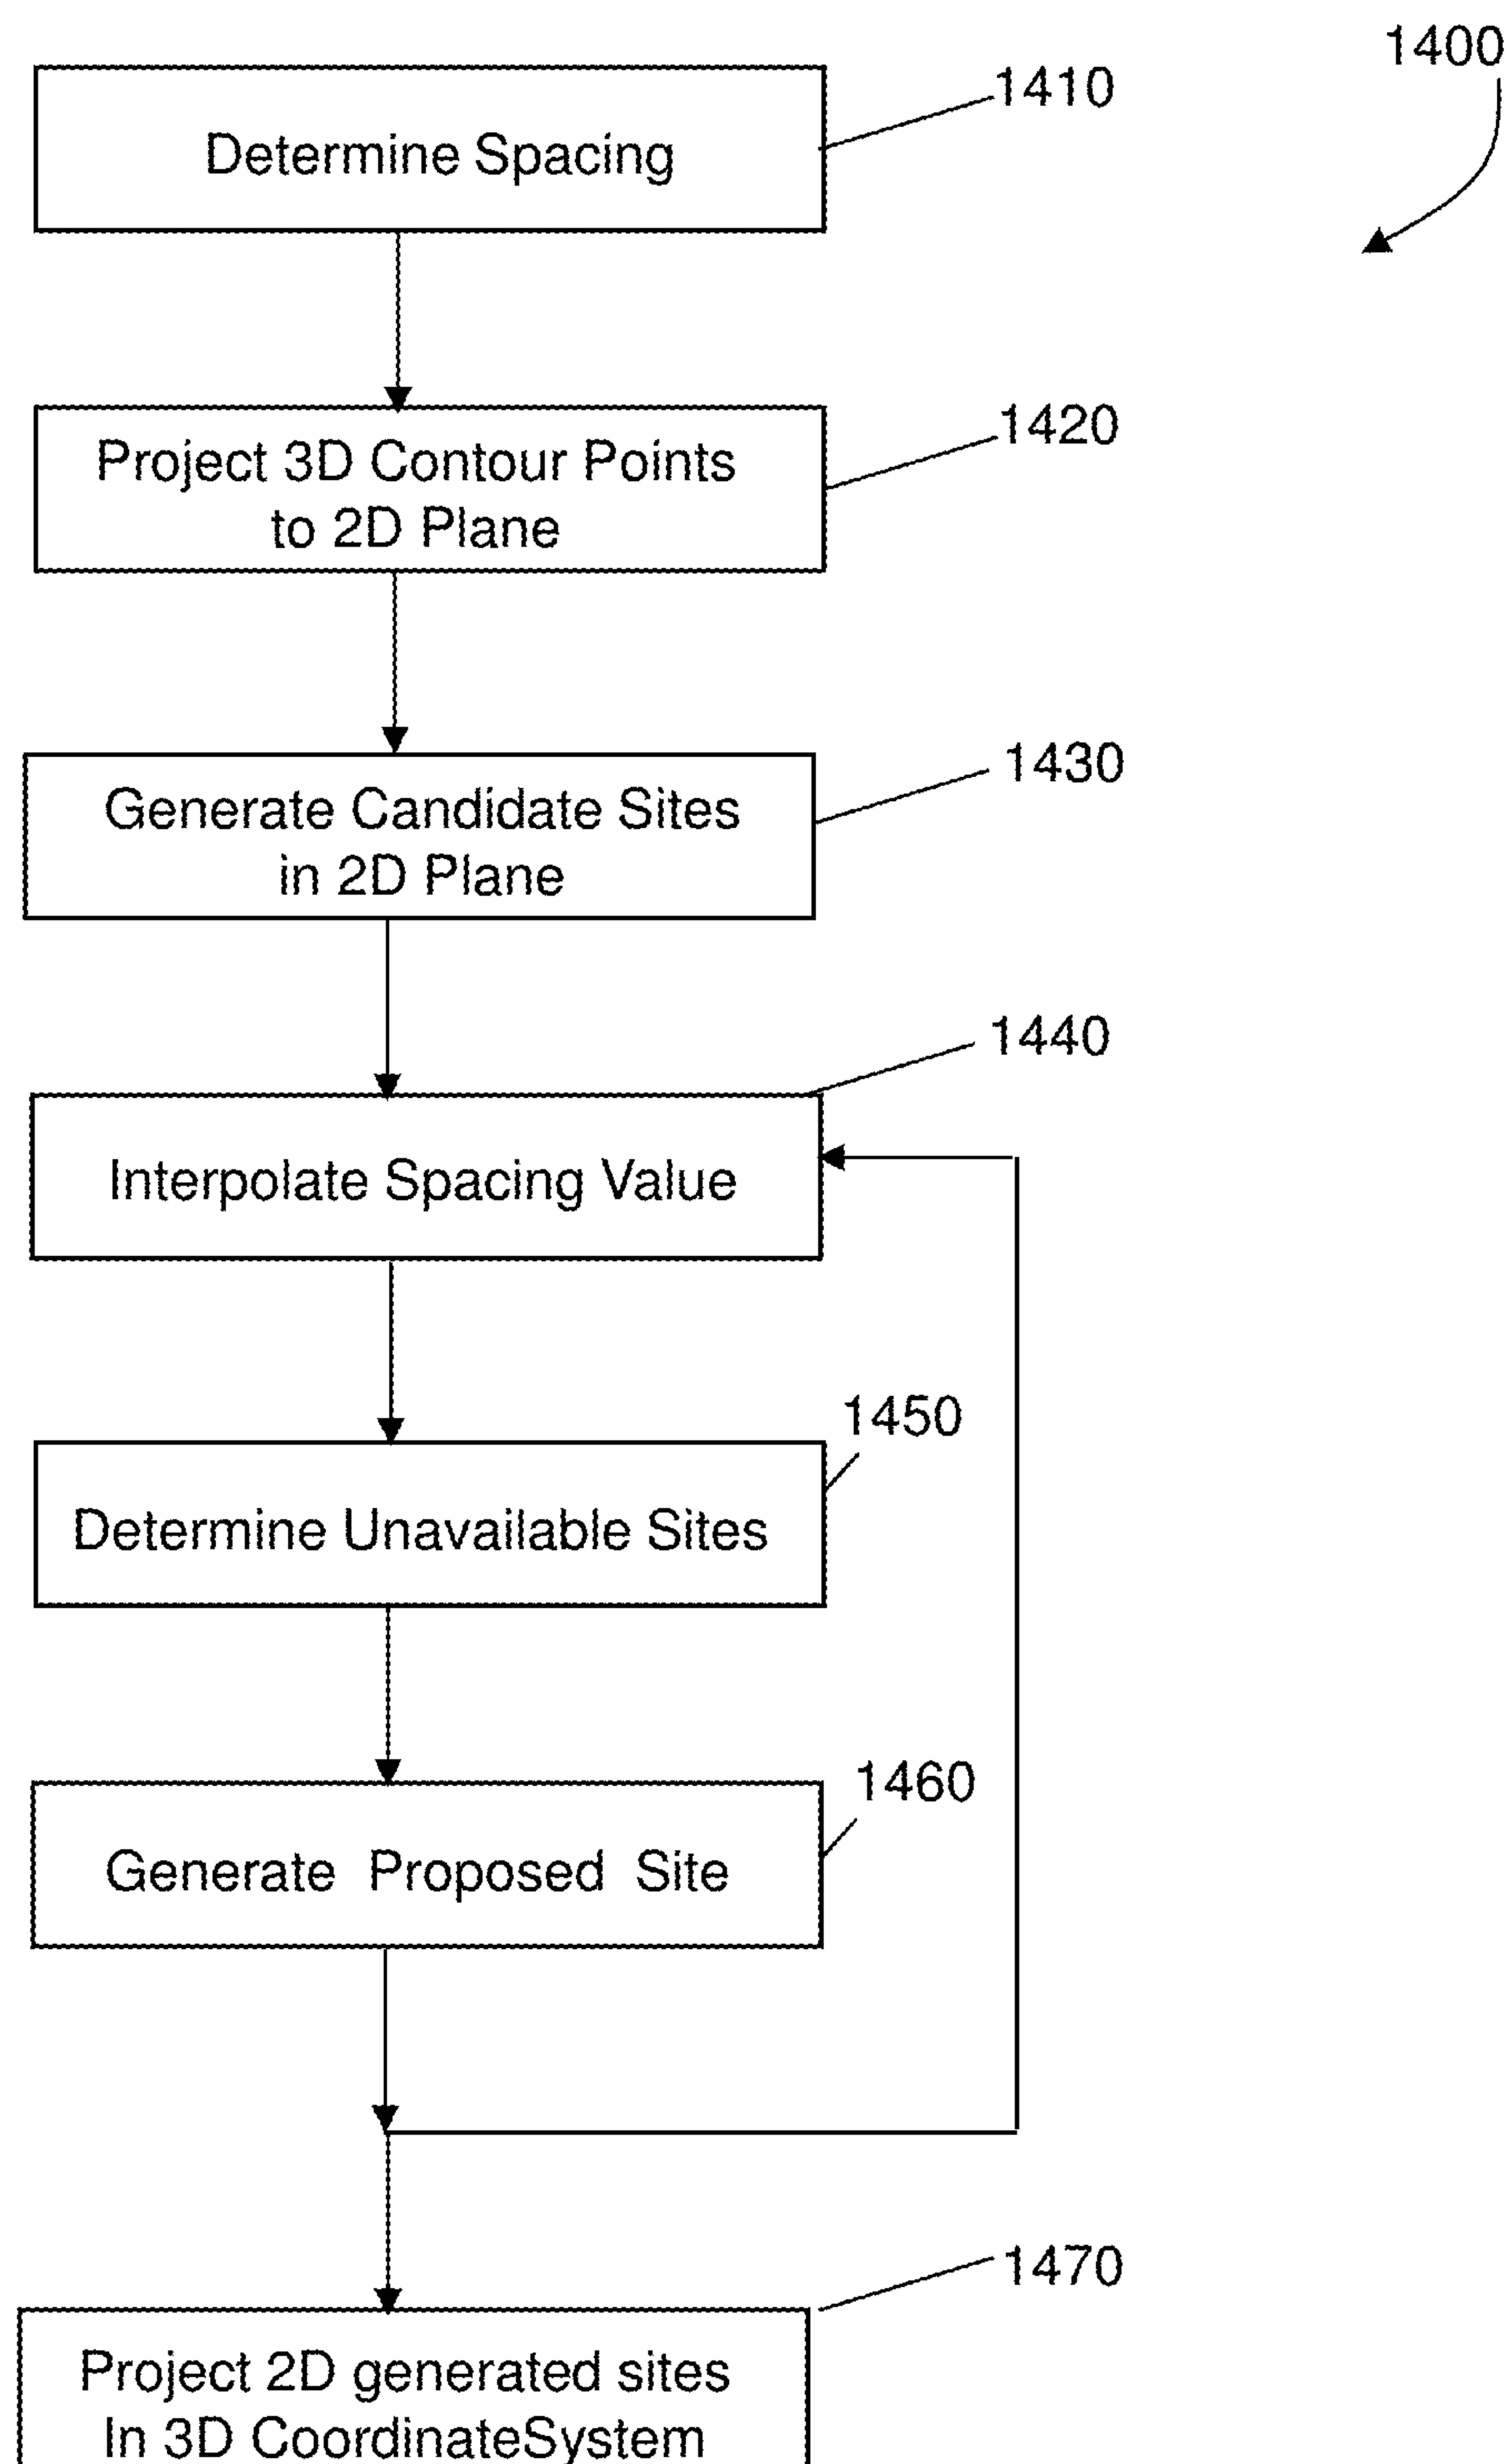 1400
Determine Spacing
1410
Project 3D Contour Points
to 2D Plane
1420
Generate Candidate Sites
in 2D Plane
1430
1440
Interpolate Spacing Value
1450
Determine Unavailable Sites
1460
Generate Proposed Site
1470
Project 2D generated sites
In 3D CoordinateSystem